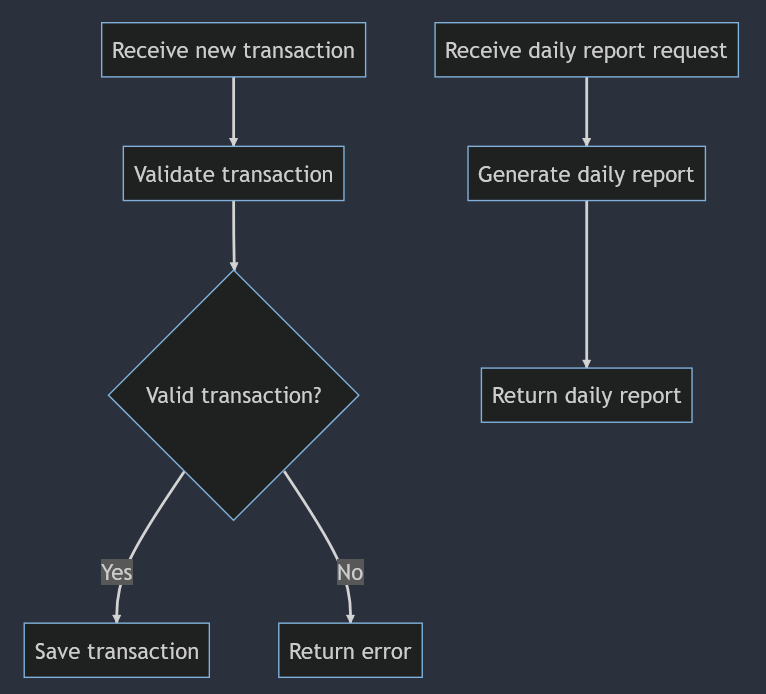 Receive new transaction
Receive daily report request
Validate transaction
Generate daily report
Valid transaction?
Return daily report
Yes
No
Save transaction
Return error